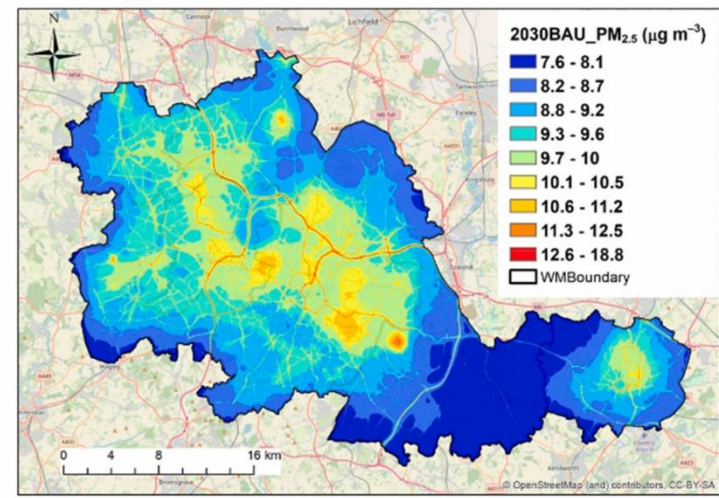 N
Cannock
Burntwood
Lichfield
2030BAU_PM2.5 (μg m⁻³)
7.6 - 8.1
8.2 - 8.7
8.8 - 9.2
9.3 - 9.6
9.7 - 10
10.1 - 10.5
10.6 - 11.2
11.3 - 12.5
12.6 - 18.8
WMBoundary
0 4 8 16 km
Bromsgrove
© OpenStreetMap (and) contributors, CC-BY-SA